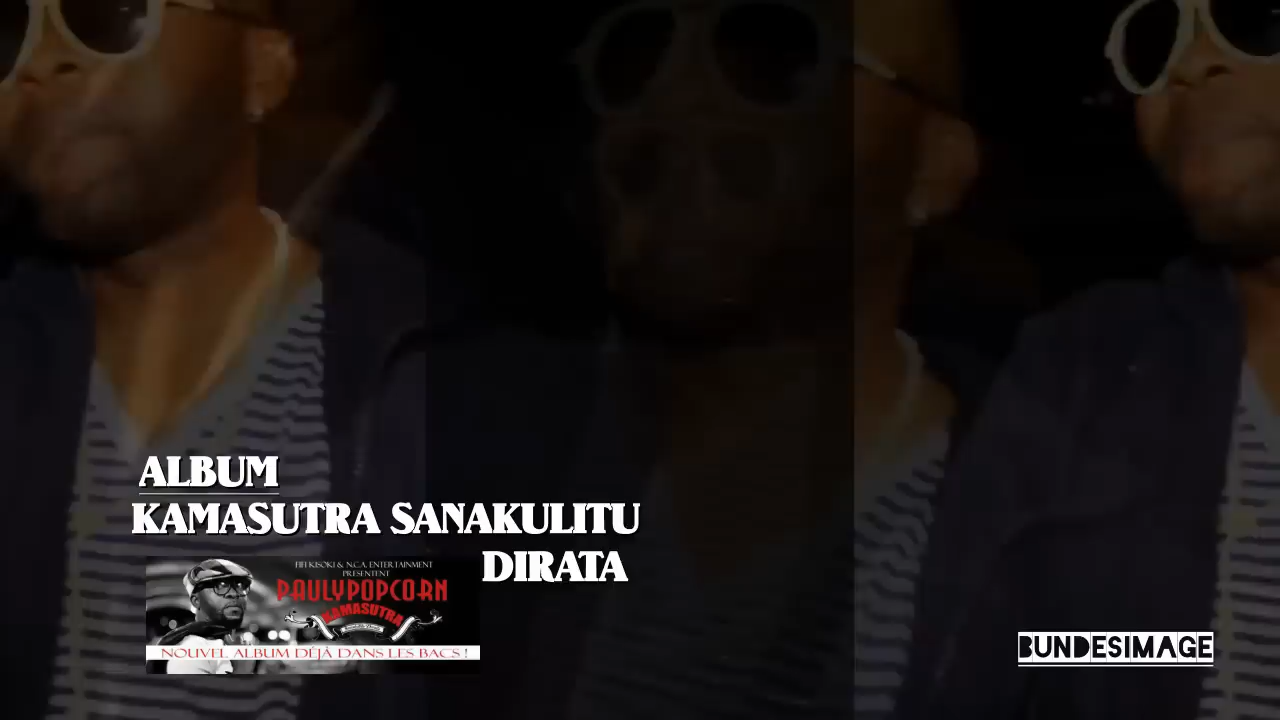 ALBUM
KAMASUTRA SANAKULITU
DIRATA
FIFI KISOKI & N.C.A. ENTERTAINMENT
PRESENTENT
PAULYPOPCORN
KAMASUTRA
NOUVEL ALBUM DÉJÀ DANS LES BACS !
BUNDESIMAGE